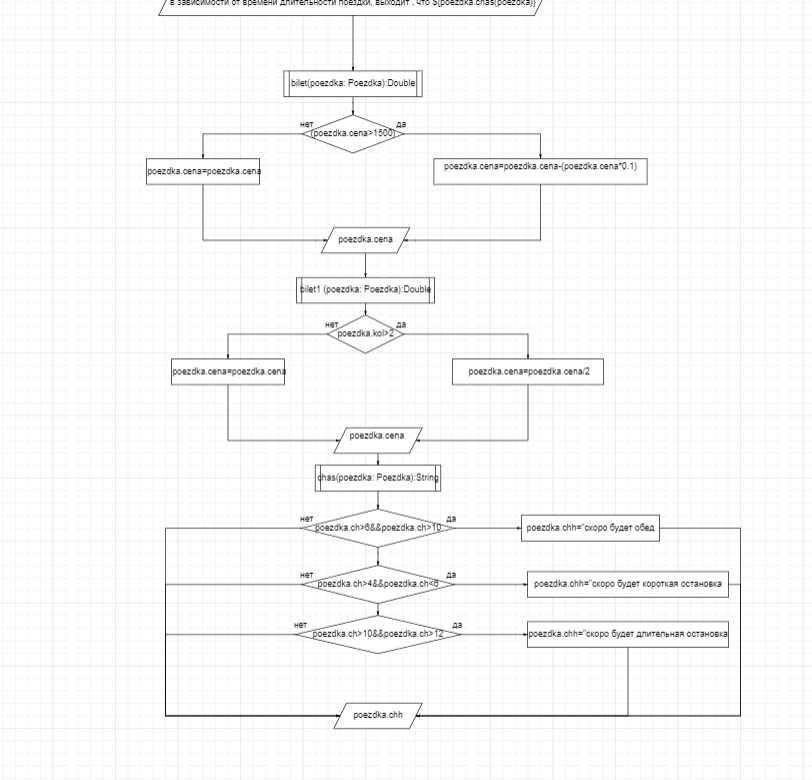 в зависимости от времени длительности поездки, выходит , что ${poezdka.chas(poezdka)}
bilet(poezdka: Poezdka):Double
нет
да
(poezdka.cena>1500)
poezdka.cena=poezdka.cena
poezdka.cena=poezdka.cena-(poezdka.cena*0.1)
poezdka.cena
bilet1 (poezdka: Poezdka):Double
нет
да
poezdka.kol>2
poezdka.cena=poezdka.cena
poezdka.cena=poezdka.cena/2
poezdka.cena
chas(poezdka: Poezdka):String
нет
да
poezdka.ch>6&&poezdka.ch>10
poezdka.chh="скоро будет обед
нет
да
poezdka.ch>4&&poezdka.ch<6
poezdka.chh="скоро будет короткая остановка
нет
да
poezdka.ch>10&&poezdka.ch>12
poezdka.chh="скоро будет длительная остановка
poezdka.chh